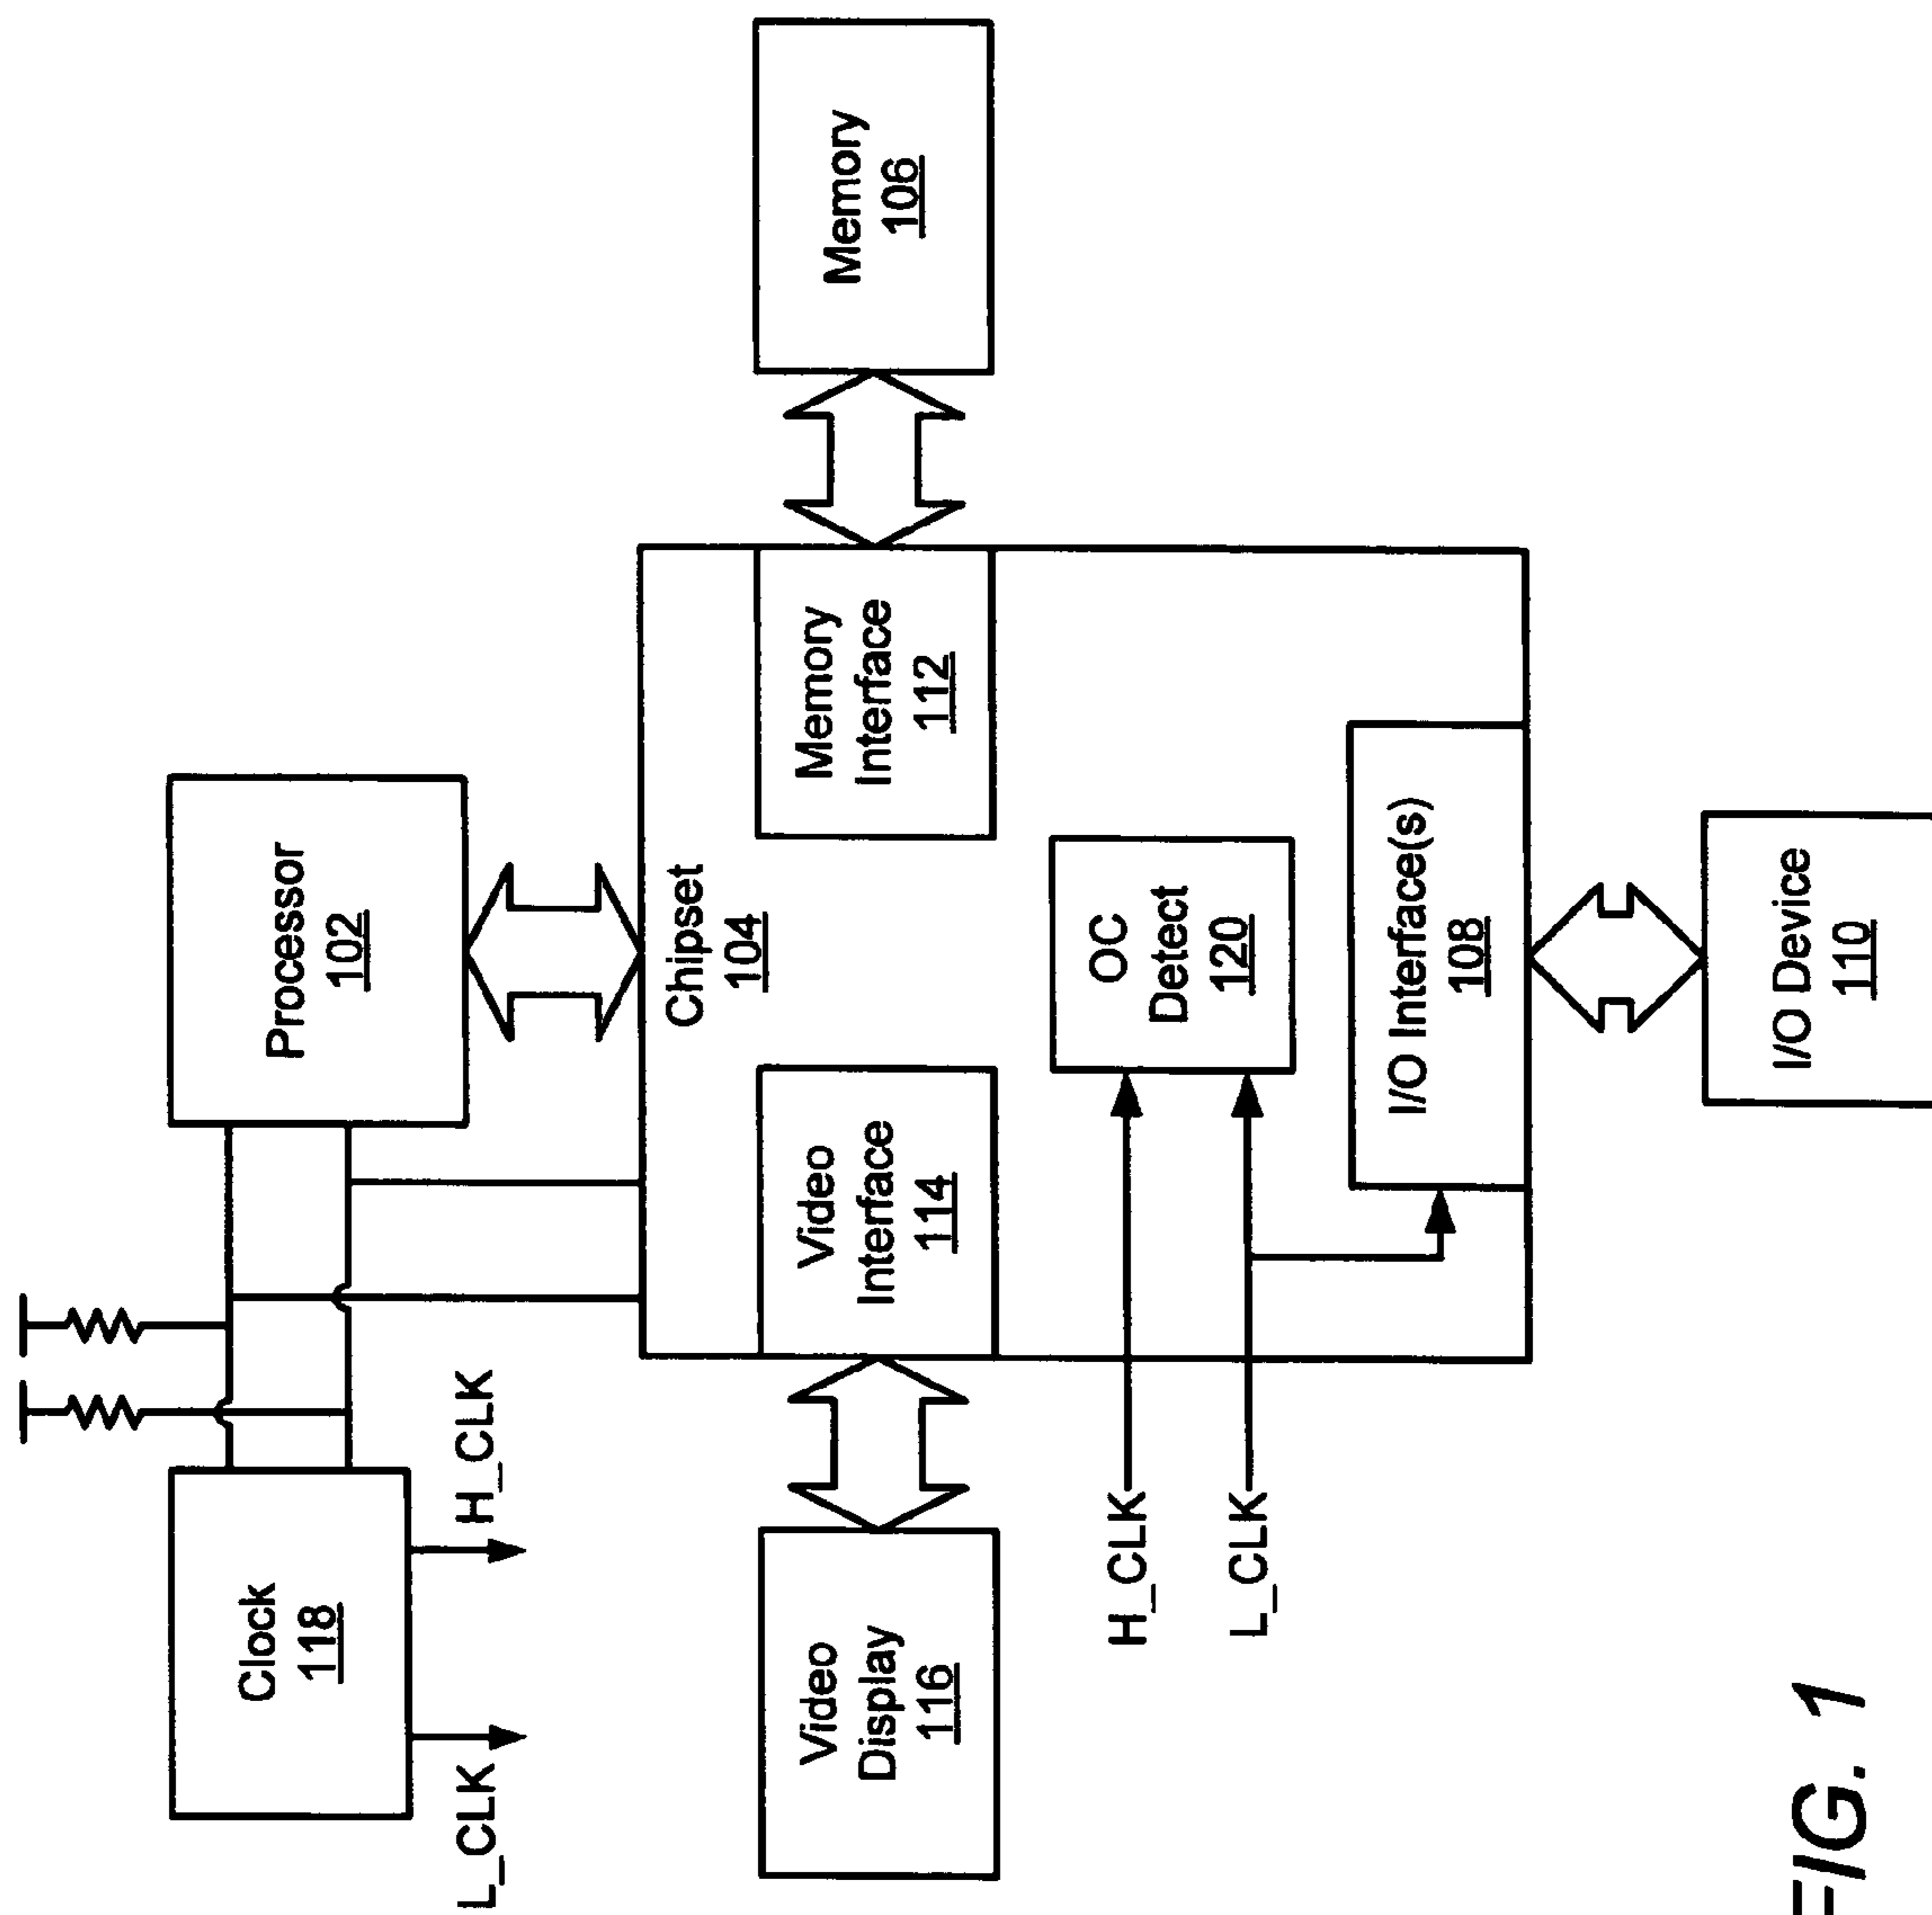 Clock
118
L_CLK
H_CLK
Processor
102
Chipset
104
Video
Display
116
Video
Interface
114
Memory
Interface
112
Memory
106
H_CLK
L_CLK
OC
Detect
120
I/O Interface(s)
108
I/O Device
110
FIG. 1